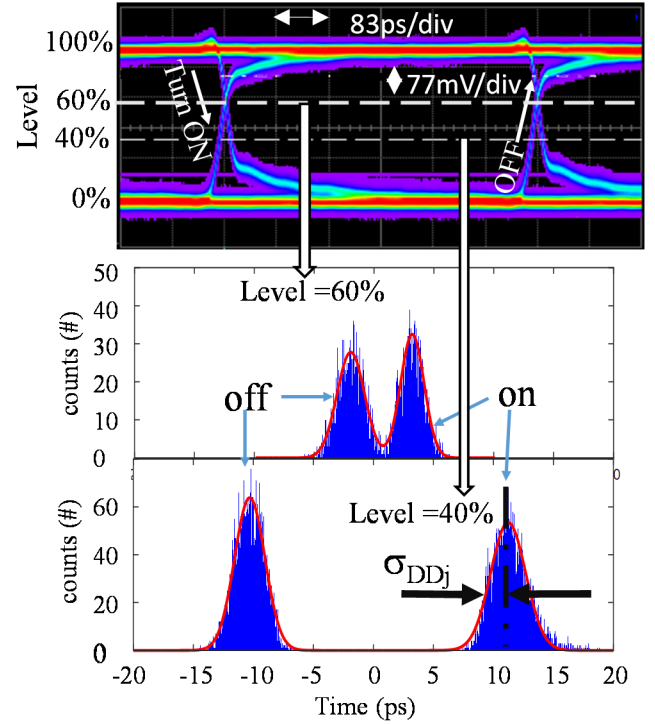 100%
83ps/div
77mV/div
Turn ON
60%
Level
40%
OFF
0%
50
Level =60%
40
counts (#)
30
20
off
on
10
0
0
60
Level =40%
counts (#)
40
σDDj
20
0
-20 -15 -10 -5 0 5 10 15 20
Time (ps)